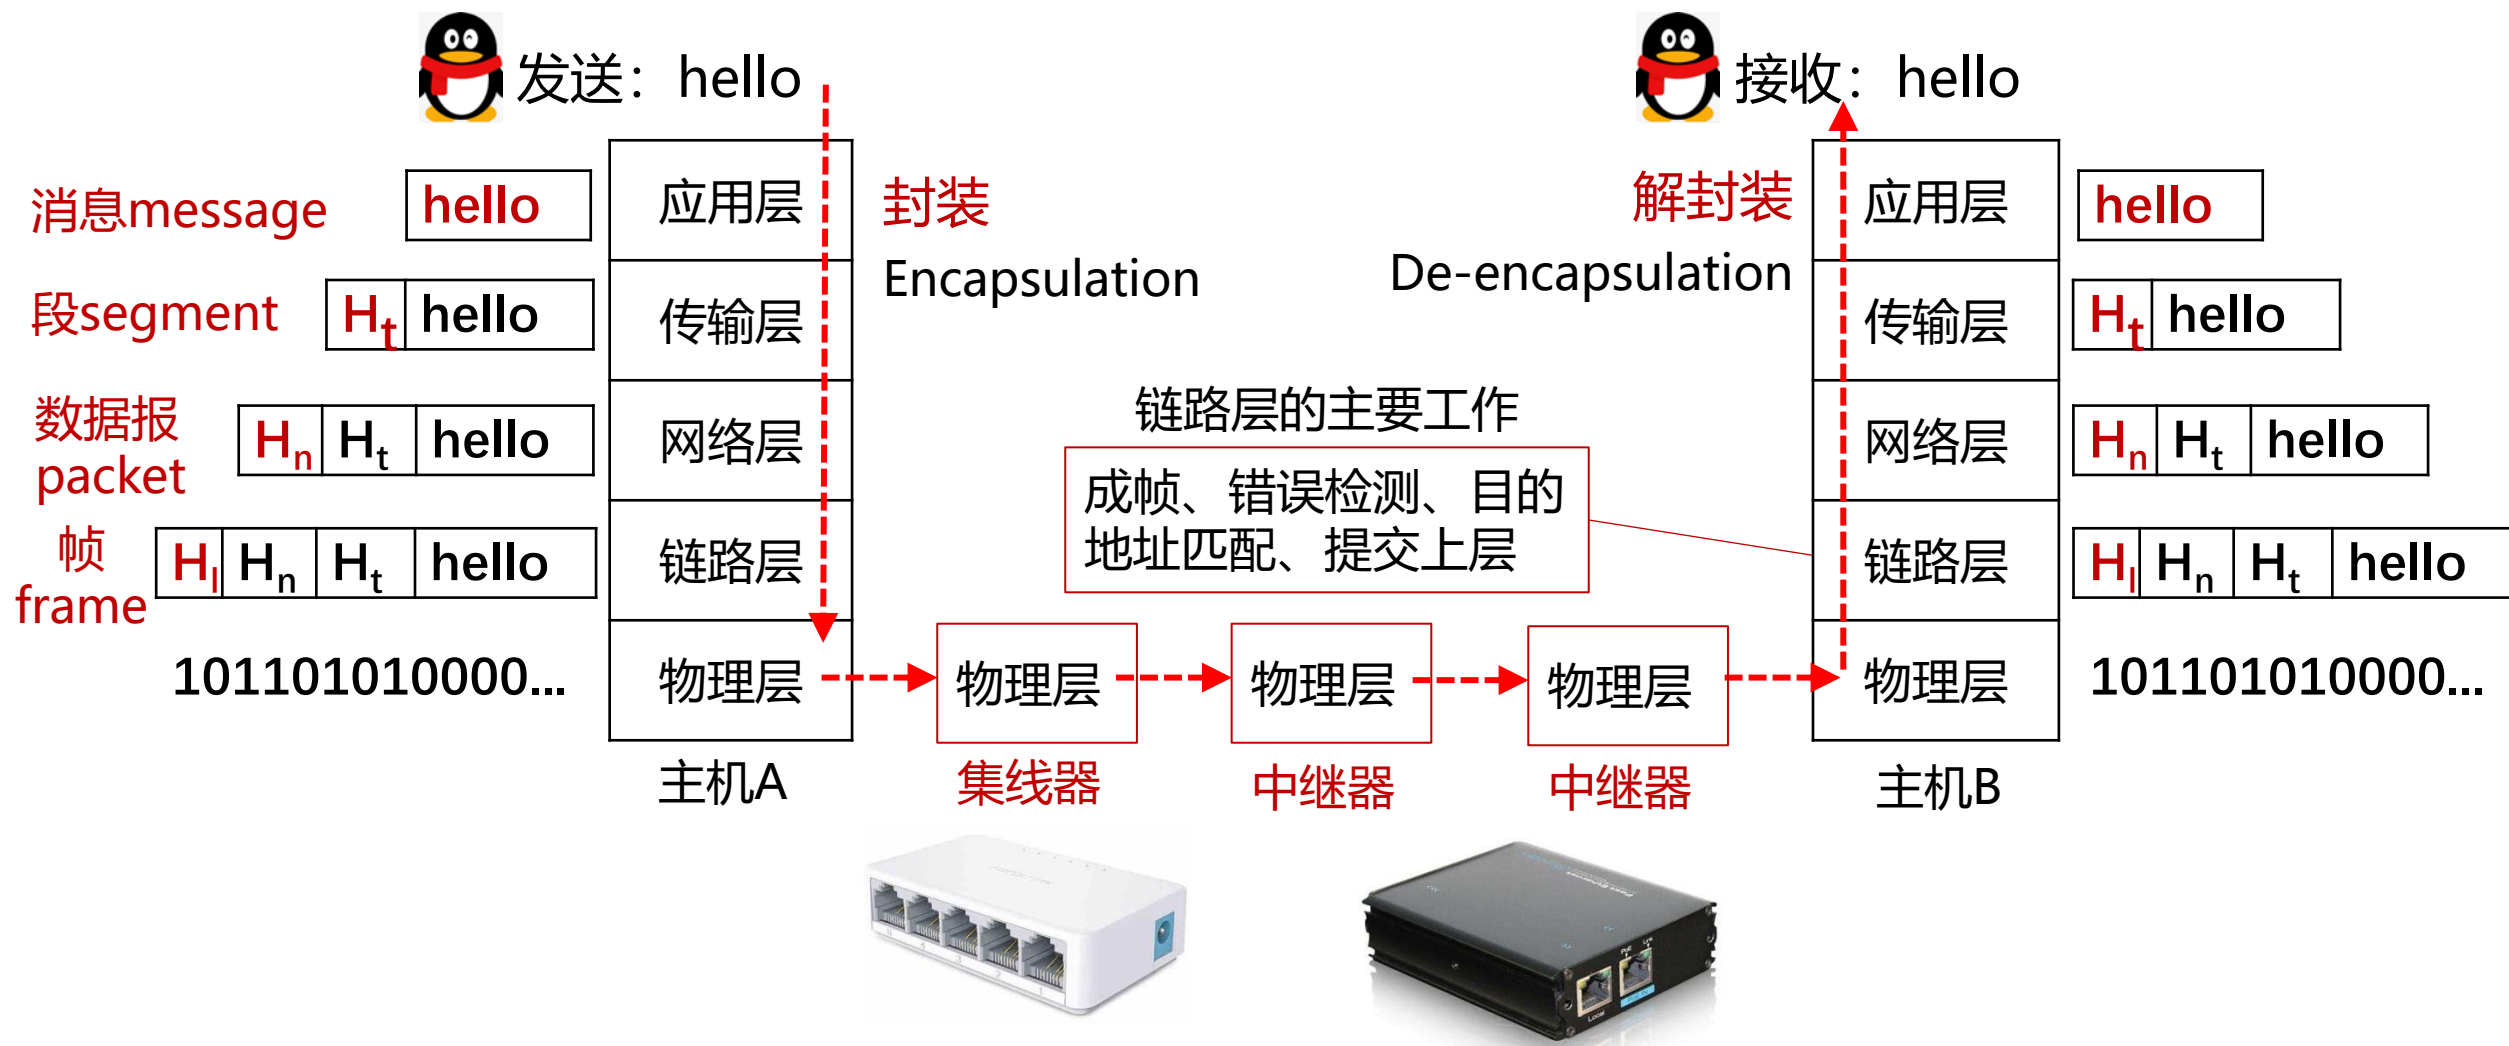 发送：hello
接收：hello
消息message
hello
应用层
封装
Encapsulation
解封装
De-encapsulation
应用层
hello
段segment
Ht hello
传输层
传输层
Ht hello
数据报
packet
Hn Ht hello
网络层
链路层的主要工作
成帧、错误检测、目的
地址匹配、提交上层
网络层
Hn Ht hello
帧
frame
Hl Hn Ht hello
链路层
链路层
Hl Hn Ht hello
101101010000...
物理层
物理层
物理层
物理层
物理层
101101010000...
主机A
集线器
中继器
中继器
主机B
Local
PoE